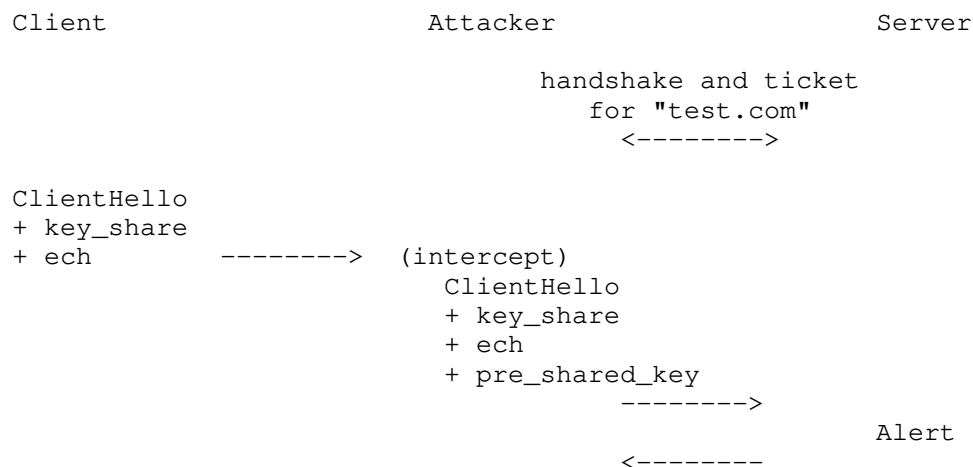 Client                    Attacker                    Server

                                 handshake and ticket
                                    for "test.com"
                                      <-------->

ClientHello
+ key_share
+ ech        -------->  (intercept)
                           ClientHello
                           + key_share
                           + ech
                           + pre_shared_key
                                      -------->
                                                      Alert
                                      <--------